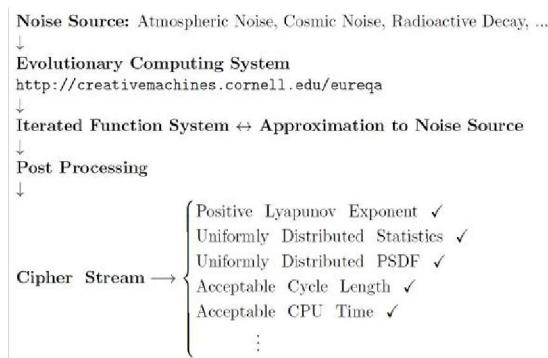 Noise Source: Atmospheric Noise, Cosmic Noise, Radioactive Decay, ...
↓
Evolutionary Computing System
http://creativemachines.cornell.edu/eureqa
↓
Iterated Function System ↔ Approximation to Noise Source
↓
Post Processing
↓
Cipher Stream ⟶
Positive Lyapunov Exponent ✓
Uniformly Distributed Statistics ✓
Uniformly Distributed PSDF ✓
Acceptable Cycle Length ✓
Acceptable CPU Time ✓
⋮